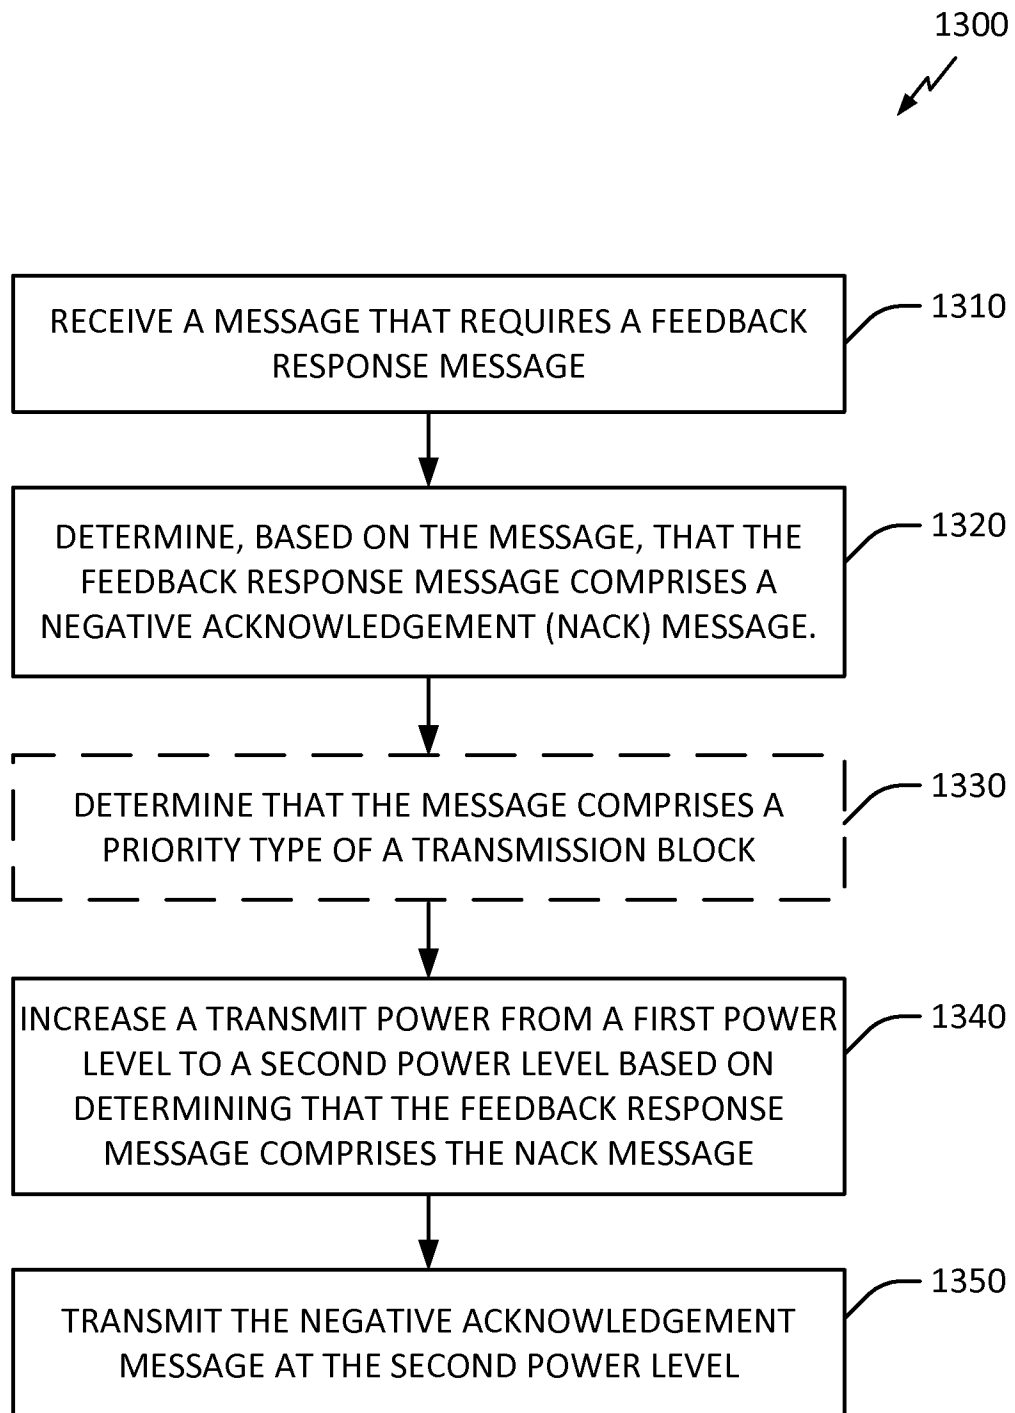 1300
RECEIVE A MESSAGE THAT REQUIRES A FEEDBACK
RESPONSE MESSAGE
1310
DETERMINE, BASED ON THE MESSAGE, THAT THE
FEEDBACK RESPONSE MESSAGE COMPRISES A
NEGATIVE ACKNOWLEDGEMENT (NACK) MESSAGE.
1320
DETERMINE THAT THE MESSAGE COMPRISES A
PRIORITY TYPE OF A TRANSMISSION BLOCK
1330
INCREASE A TRANSMIT POWER FROM A FIRST POWER
LEVEL TO A SECOND POWER LEVEL BASED ON
DETERMINING THAT THE FEEDBACK RESPONSE
MESSAGE COMPRISES THE NACK MESSAGE
1340
TRANSMIT THE NEGATIVE ACKNOWLEDGEMENT
MESSAGE AT THE SECOND POWER LEVEL
1350